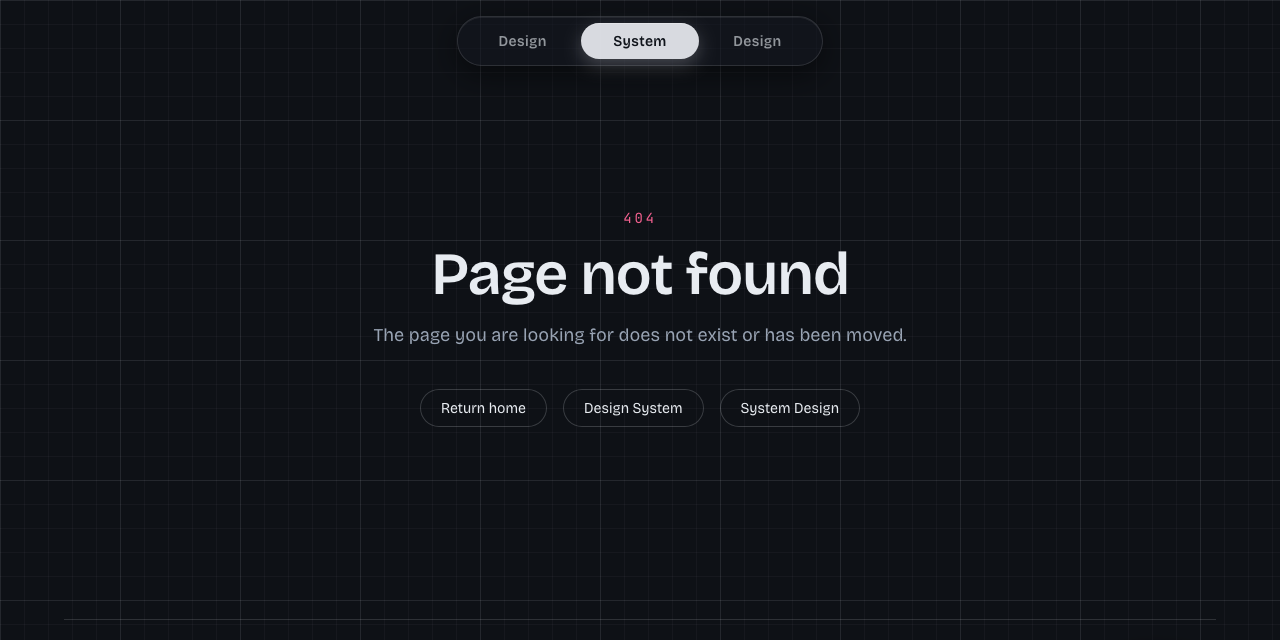 Design System Design
404
Page not found
The page you are looking for does not exist or has been moved.
Return home Design System System Design